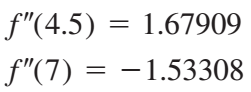 f″(4.5) = 1.67909
f″(7) = −1.53308